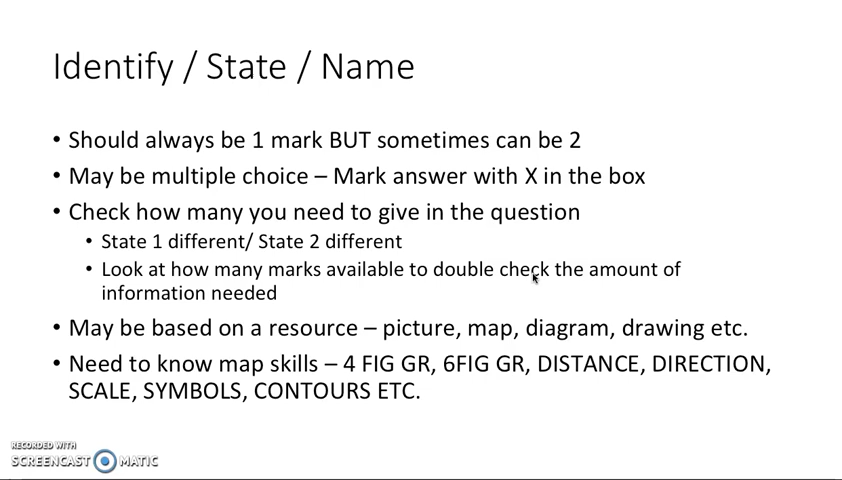 Identify / State / Name
• Should always be 1 mark BUT sometimes can be 2
• May be multiple choice – Mark answer with X in the box
• Check how many you need to give in the question
• State 1 different/ State 2 different
• Look at how many marks available to double check the amount of
information needed
• May be based on a resource – picture, map, diagram, drawing etc.
• Need to know map skills – 4 FIG GR, 6FIG GR, DISTANCE, DIRECTION,
SCALE, SYMBOLS, CONTOURS ETC.
RECORDED WITH
SCREENCAST MATIC